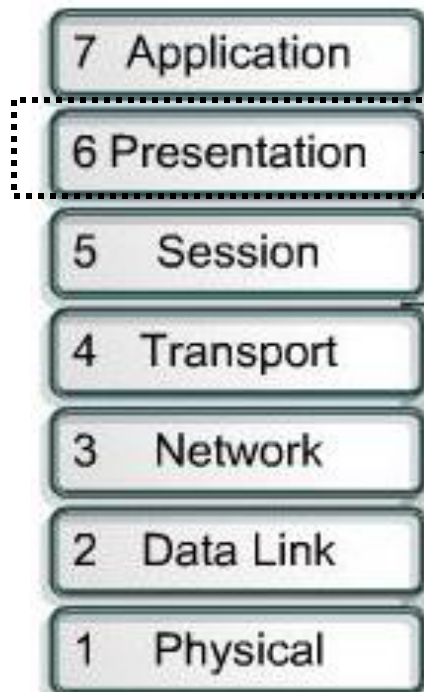 7 Application
6 Presentation
5 Session
4 Transport
3 Network
2 Data Link
1 Physical